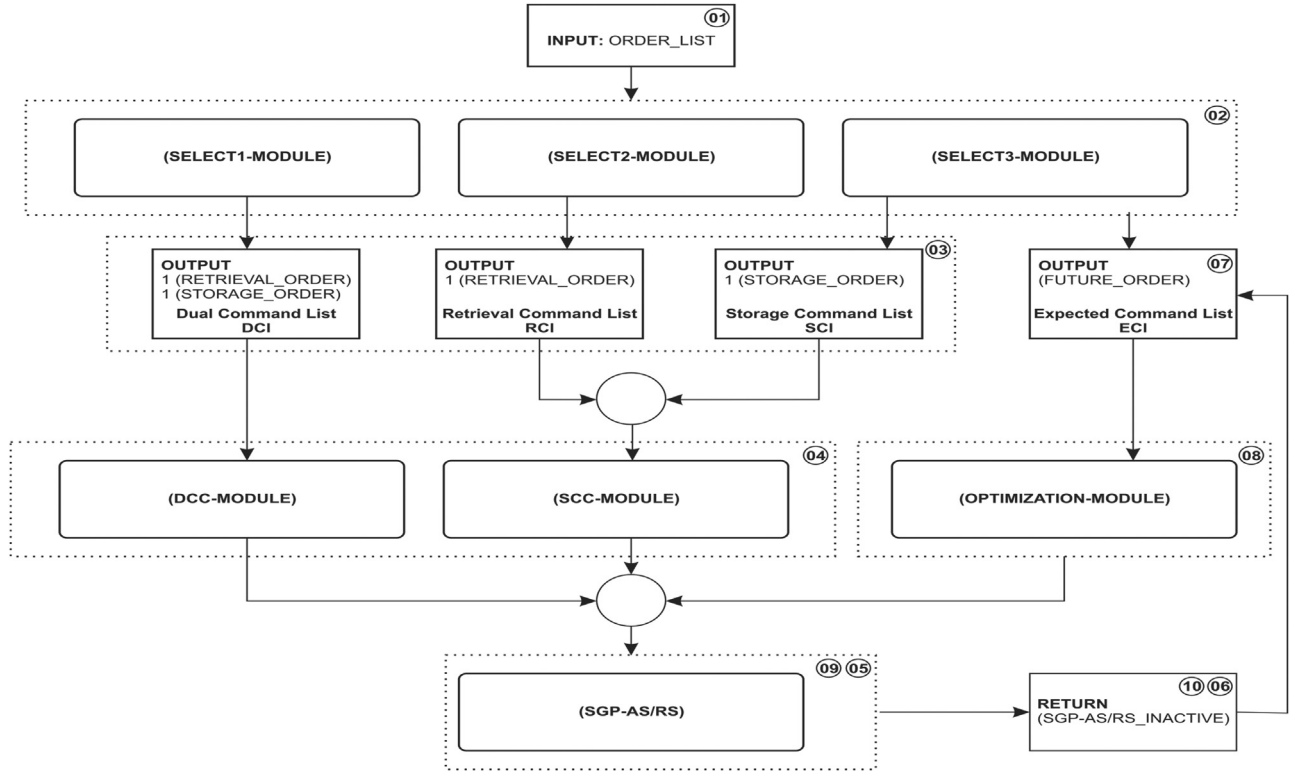 01
INPUT: ORDER_LIST
02
(SELECT1-MODULE)
(SELECT2-MODULE)
(SELECT3-MODULE)
03
OUTPUT
1 (RETRIEVAL_ORDER)
1 (STORAGE_ORDER)
Dual Command List
DCI
OUTPUT
1 (RETRIEVAL_ORDER)
Retrieval Command List
RCI
OUTPUT
1 (STORAGE_ORDER)
Storage Command List
SCI
07
OUTPUT
(FUTURE_ORDER)
Expected Command List
ECI
04
(DCC-MODULE)
(SCC-MODULE)
08
(OPTIMIZATION-MODULE)
09 05
(SGP-AS/RS)
10 06
RETURN
(SGP-AS/RS_INACTIVE)